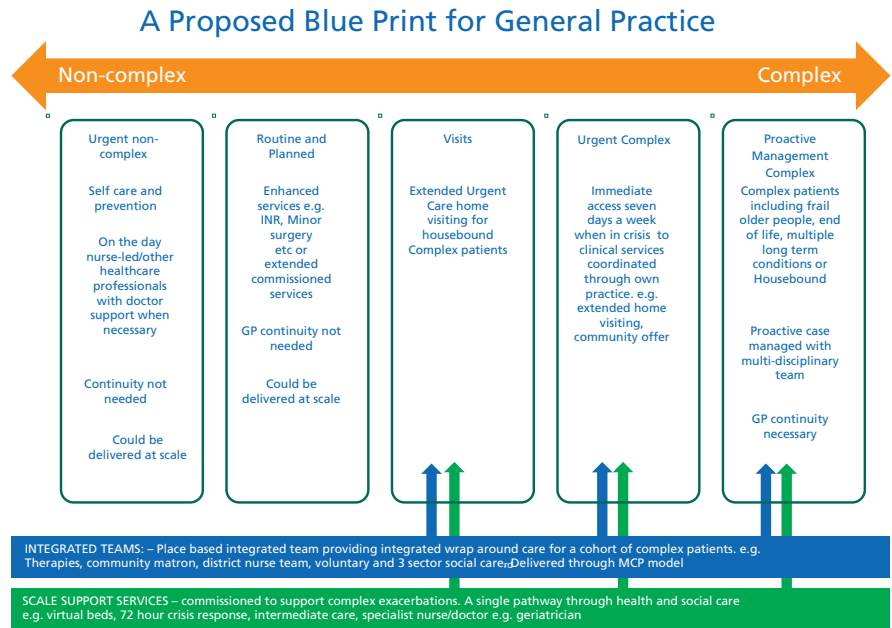 A Proposed Blue Print for General Practice
Non-complex
Complex
Urgent non-
complex
Self care and
prevention
On the day
nurse-led/other
healthcare
professionals
with doctor
support when
necessary
Continuity not
needed
Could be
delivered at scale
Routine and
Planned
Enhanced
services e.g.
INR, Minor
surgery
etc or
extended
commissioned
services
GP continuity not
needed
Could be
delivered at scale
Visits
Extended Urgent
Care home
visiting for
housebound
Complex patients
Urgent Complex
Immediate
access seven
days a week
when in crisis to
clinical services
coordinated
through own
practice. e.g.
extended home
visiting,
community offer
Proactive
Management
Complex
Complex patients
including frail
older people, end
of life, multiple
long term
conditions or
Housebound
Proactive case
managed with
multi-disciplinary
team
GP continuity
necessary
INTEGRATED TEAMS: – Place based integrated team providing integrated wrap around care for a cohort of complex patients. e.g.
Therapies, community matron, district nurse team, voluntary and 3 sector social care. rd Delivered through MCP model
SCALE SUPPORT SERVICES – commissioned to support complex exacerbations. A single pathway through health and social care
e.g. virtual beds, 72 hour crisis response, intermediate care, specialist nurse/doctor e.g. geriatrician